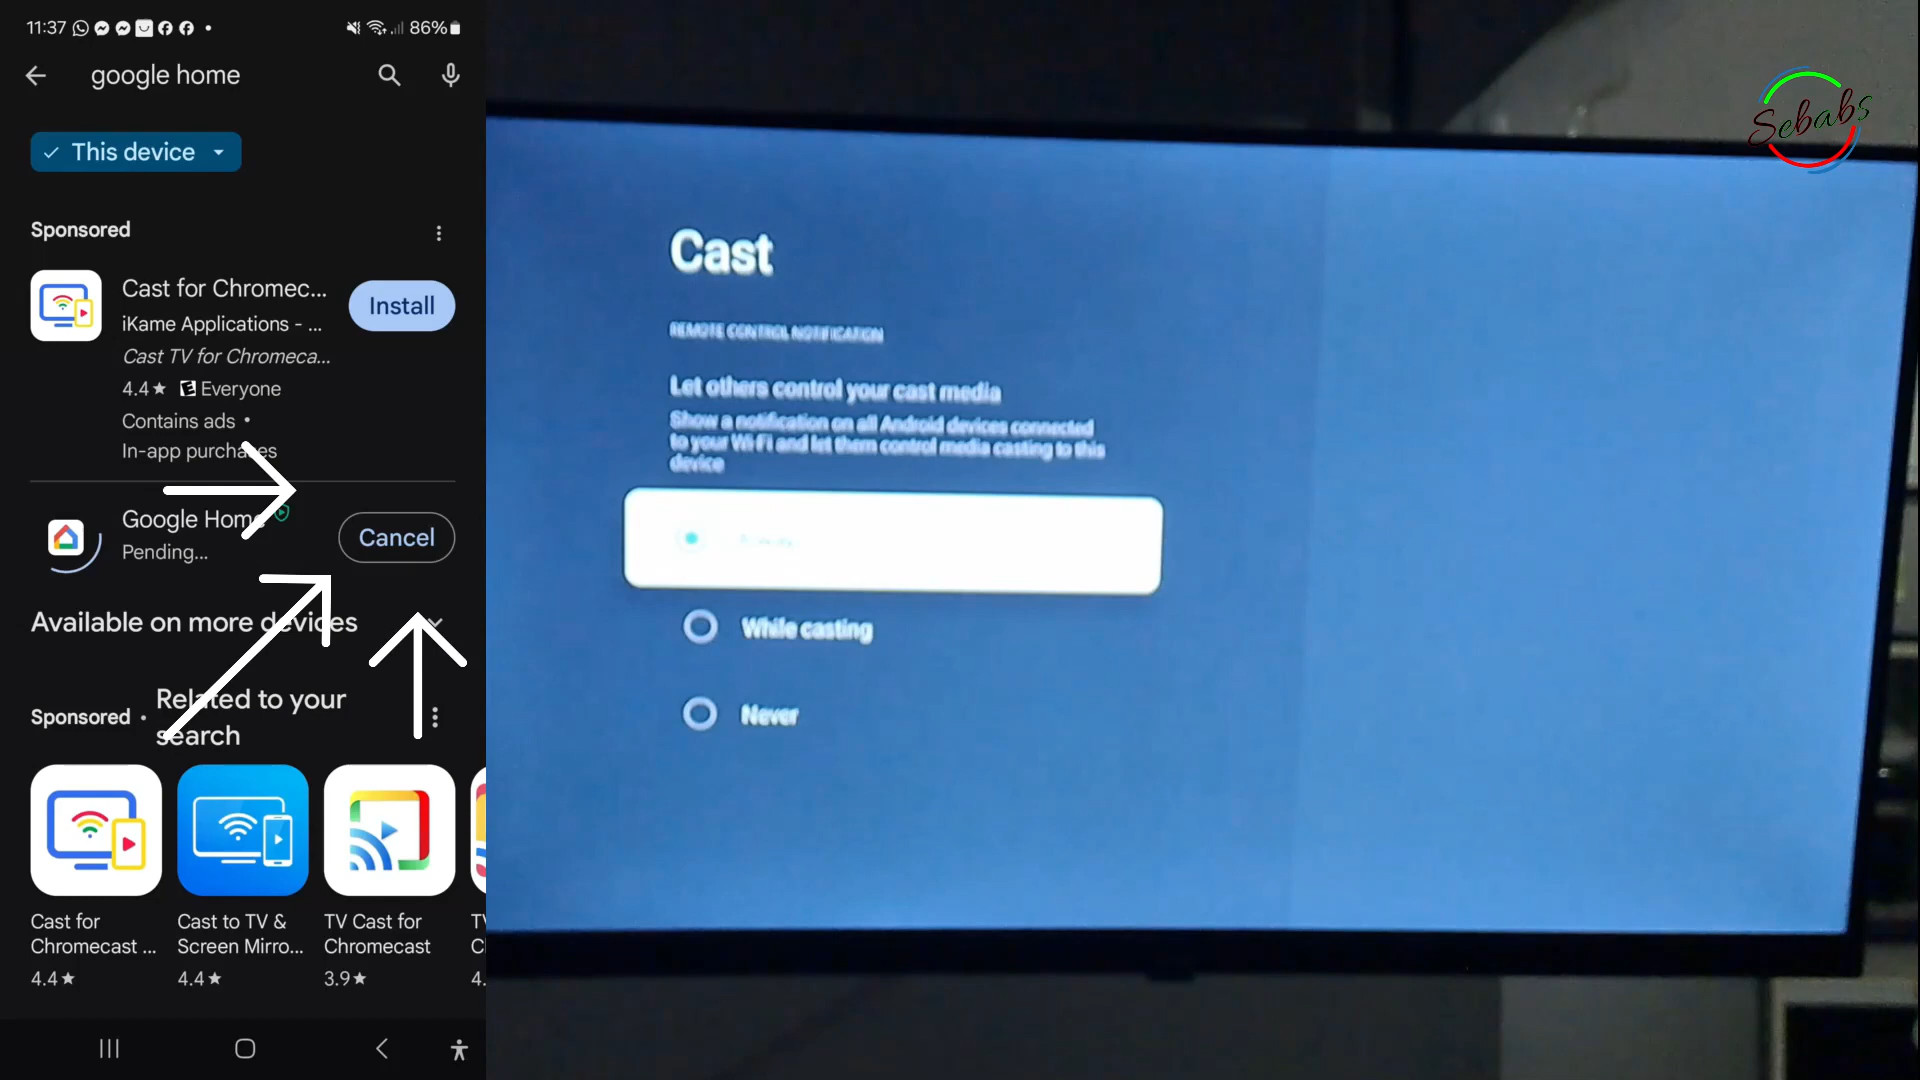 11:37 86%
google home
This device
Sponsored
Cast for Chromec...
iKame Applications - ...
Cast TV for Chromeca...
4.4★ E Everyone
Contains ads •
In-app purchases
Install
Google Home
Pending...
Cancel
Available on more devices
Sponsored • Related to your search
Cast for
Chromecast ...
4.4★
Cast to TV &
Screen Mirro...
4.4★
TV Cast for
Chromecast
3.9★
4.
Cast
REMOTE CONTROL NOTIFICATION
Let others control your cast media
Show a notification on all Android devices connected
to your Wi-Fi and let them control media casting to this
device
While casting
Never
Sebabs